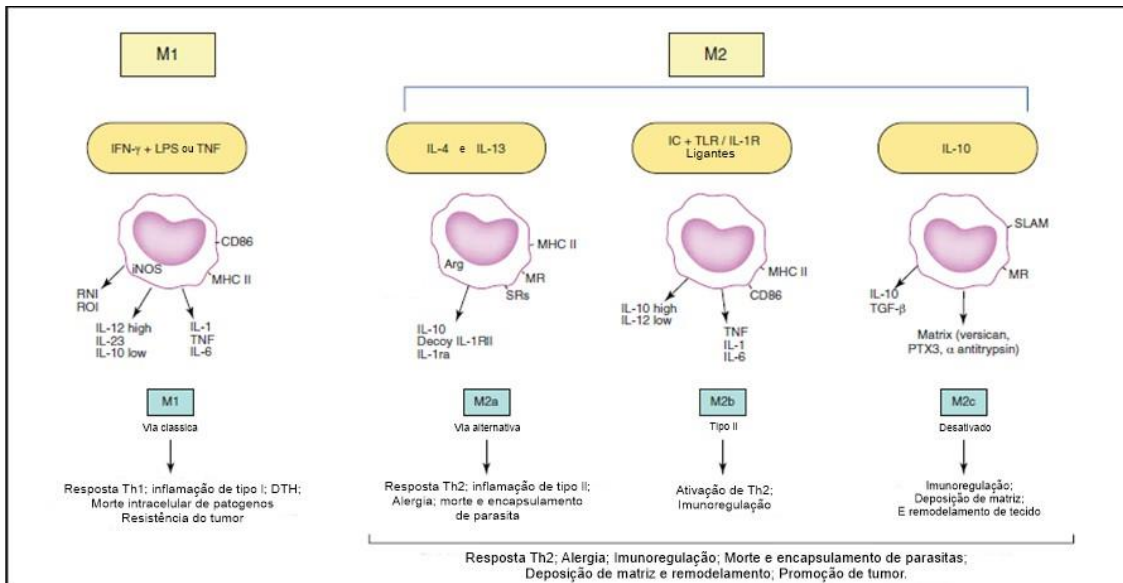 M1
M2
IFN-γ + LPS ou TNF
IL-4 e IL-13
IC + TLR / IL-1R
Ligantes
IL-10
CD86
iNOS
MHC II
RNI
ROI
IL-12 high
IL-23
IL-10 low
IL-1
TNF
IL-6
MHC II
Arg
MR
SRs
IL-10
Decoy IL-1RII
IL-1ra
MHC II
CD86
IL-10 high
IL-12 low
TNF
IL-1
IL-6
SLAM
MR
IL-10
TGF-β
Matrix (versican,
PTX3, α antitrypsin)
M1
Via classica
M2a
Via alternativa
M2b
Tipo II
M2c
Desativado
Resposta Th1; inflamação de tipo I; DTH;
Morte intracelular de patogenos
Resistência do tumor
Resposta Th2; inflamação de tipo II;
Alergia; morte e encapsulamento
de parasita
Ativação de Th2;
Imunoregulação
Imunoregulação;
Deposição de matriz;
E remodelamento de tecido
Resposta Th2; Alergia; Imunoregulação; Morte e encapsulamento de parasitas;
Deposição de matriz e remodelamento; Promoção de tumor.